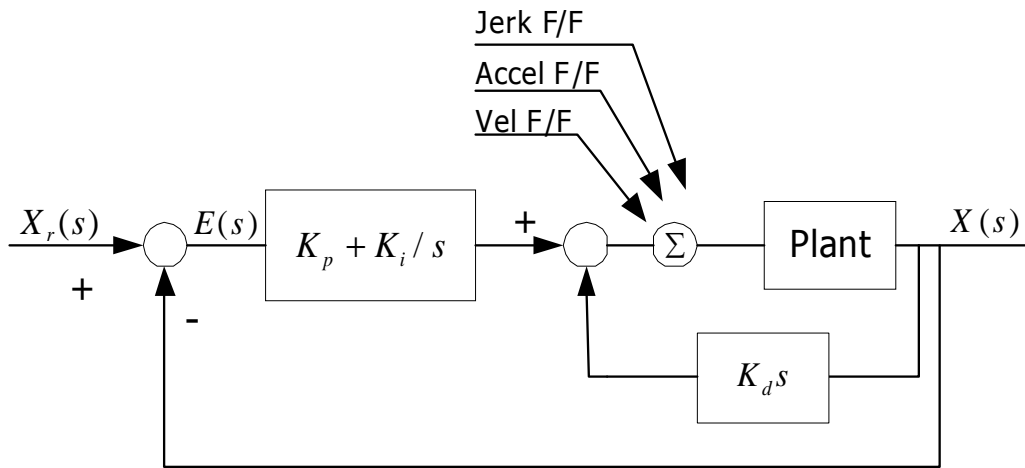 Jerk F/F
Accel F/F
Vel F/F
X_r(s)
+
-
E(s)
K_p + K_i / s
+
Σ
Plant
X(s)
K_d s